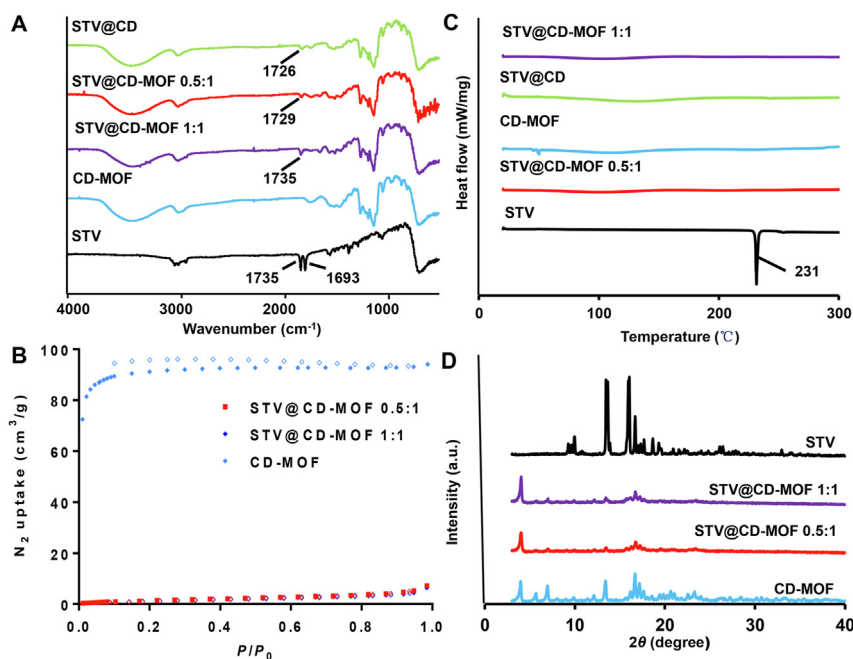 A
STV@CD
1726
STV@CD-MOF 0.5:1
1729
STV@CD-MOF 1:1
1735
CD-MOF
STV
1735
1693
4000 3000 2000 1000
Wavenumber (cm-1)
C
Heat flow (mW/mg)
STV@CD-MOF 1:1
STV@CD
CD-MOF
STV@CD-MOF 0.5:1
STV
231
0 100 200 300
Temperature (℃)
B
N2 uptake (cm3/g)
100
80
60
40
20
0
STV@CD-MOF 0.5:1
STV@CD-MOF 1:1
CD-MOF
0.0 0.2 0.4 0.6 0.8 1.0
P/P0
D
Intensiity (a.u.)
STV
STV@CD-MOF 1:1
STV@CD-MOF 0.5:1
CD-MOF
0 10 20 30 40
2θ (degree)